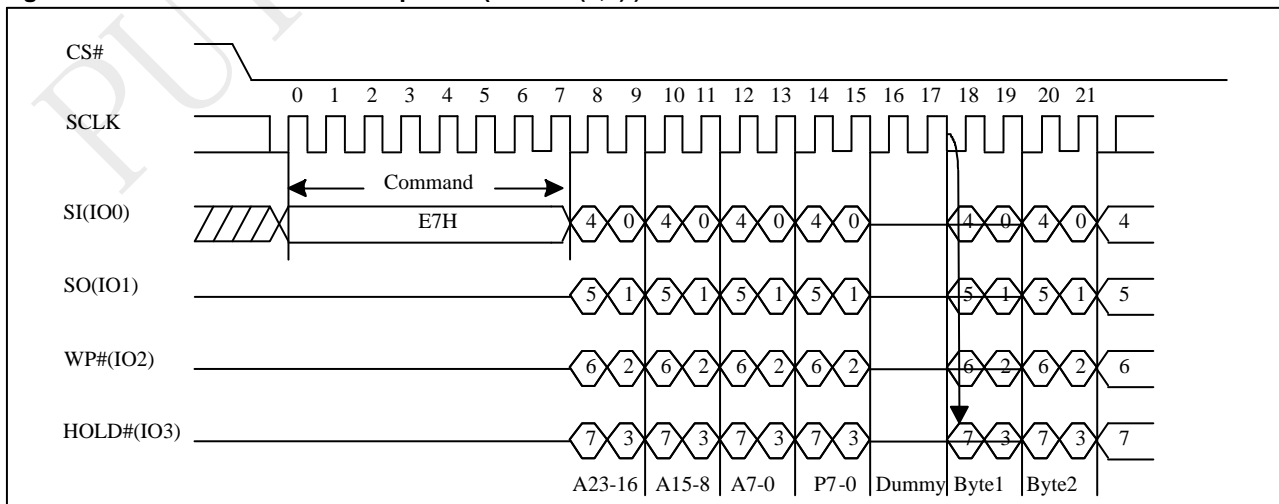 CS#
0 1 2 3 4 5 6 7 8 9 10 11 12 13 14 15 16 17 18 19 20 21
SCLK
Command
SI(IO0)
E7H
4 0 4 0 4 0 4 0 4 0 4 0 4
SO(IO1)
5 1 5 1 5 1 5 1 5 1 5 1 5
WP#(IO2)
6 2 6 2 6 2 6 2 6 2 6 2 6
HOLD#(IO3)
7 3 7 3 7 3 7 3 7 3 7 3 7
A23-16 A15-8 A7-0 P7-0 Dummy Byte1 Byte2